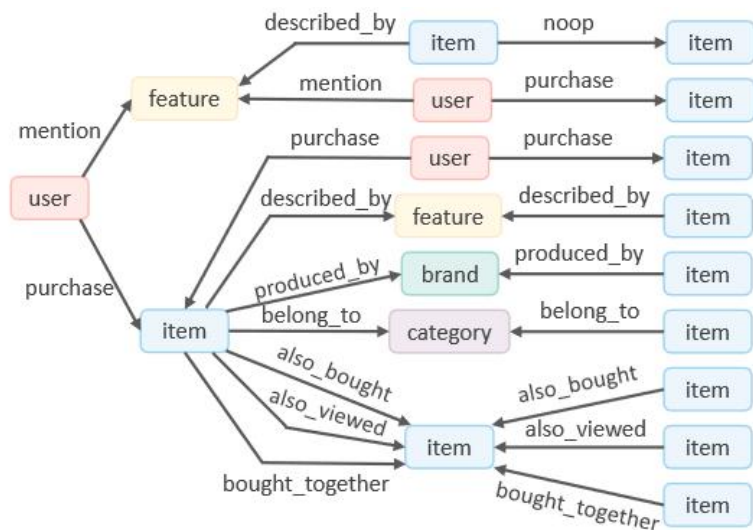 described_by
item
noop
item
feature
mention
user
purchase
item
mention
purchase
user
purchase
item
user
described_by
feature
described_by
item
purchase
produced_by
brand
produced_by
item
item
belong_to
category
belong_to
item
also_bought
also_bought
item
also_viewed
item
also_viewed
item
bought_together
bought_together
item